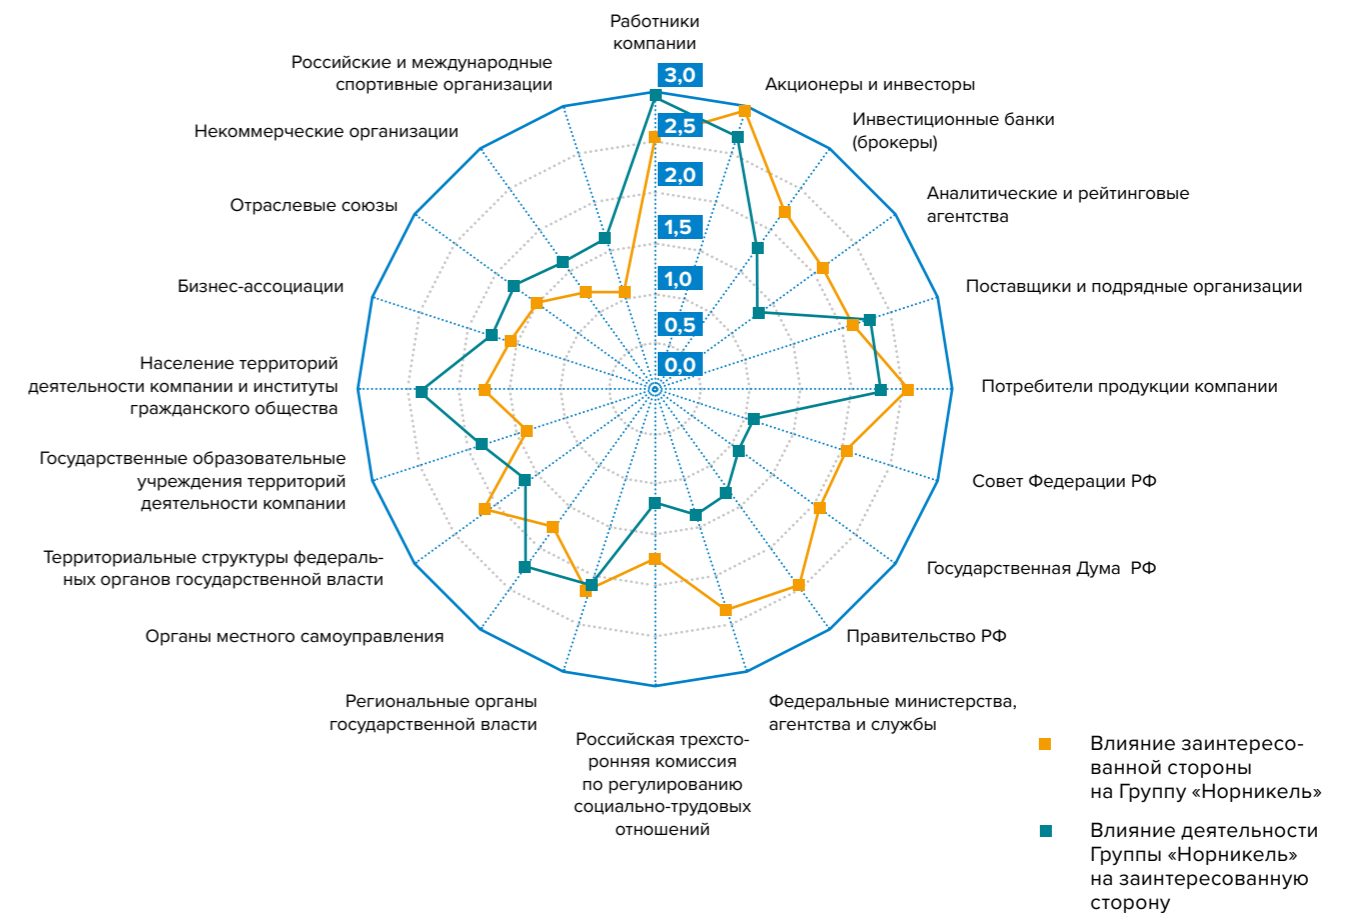 Работники
компании
Российские и международные
спортивные организации
Некоммерческие организации
Отраслевые союзы
Бизнес-ассоциации
Население территорий
деятельности компании и институты
гражданского общества
Государственные образовательные
учреждения территорий
деятельности компании
Территориальные структуры федераль-
ных органов государственной власти
Органы местного самоуправления
Региональные органы
государственной власти
Российская трехсто-
ронняя комиссия
по регулированию
социально-трудовых
отношений
3,0
2,5
2,0
1,5
1,0
0,5
0,0
Акционеры и инвесторы
Инвестиционные банки
(брокеры)
Аналитические и рейтинговые
агентства
Поставщики и подрядные организации
Потребители продукции компании
Совет Федерации РФ
Государственная Дума РФ
Правительство РФ
Федеральные министерства,
агентства и службы
Влияние заинтересо-
ванной стороны
на Группу «Норникель»
Влияние деятельности
Группы «Норникель»
на заинтересованную
сторону